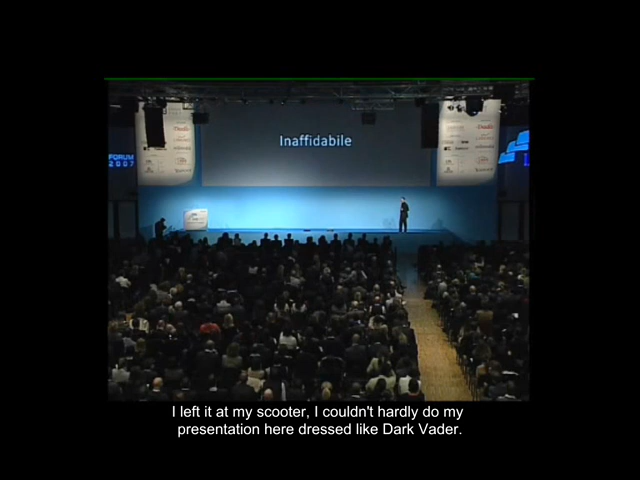 Inaffidabile
FORUM
2007
I left it at my scooter, I couldn't hardly do my
presentation here dressed like Dark Vader.